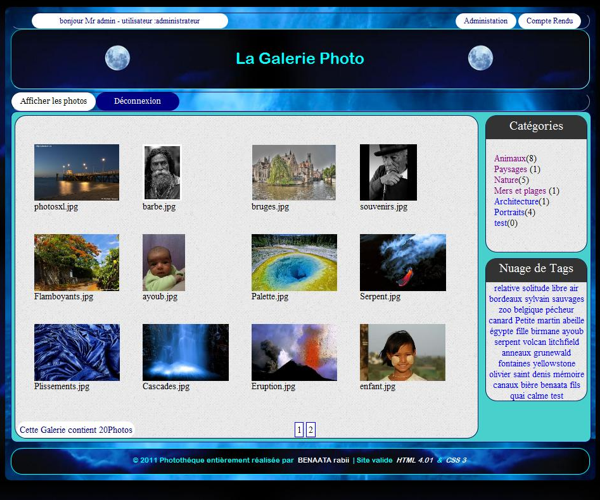 bonjour Mr admin - utilisateur :administrateur
Administation
Compte Rendu
La Galerie Photo
Afficher les photos
Déconnexion
photosxl.jpg
barbe.jpg
bruges.jpg
souvenirs.jpg
Flamboyants.jpg
ayoub.jpg
Palette.jpg
Serpent.jpg
Plissements.jpg
Cascades.jpg
Eruption.jpg
enfant.jpg
Cette Galerie contient 20Photos
1 2
Catégories
Animaux(8)
Paysages (1)
Nature(5)
Mers et plages (1)
Architecture(1)
Portraits(4)
test(0)
Nuage de Tags
relative solitude libre air
bordeaux sylvain sauvages
zoo belgique pécheur
canard Petite martin abeille
égypte fille birmane ayoub
serpent volcan litchfield
anneaux grunewald
fontaines yellowstone
olivier saint denis mémoire
canaux bière benaata fils
quai calme test
© 2011 Photothéque entièrement réalisée par BENAATA rabii | Site valide HTML 4.01 & CSS 3